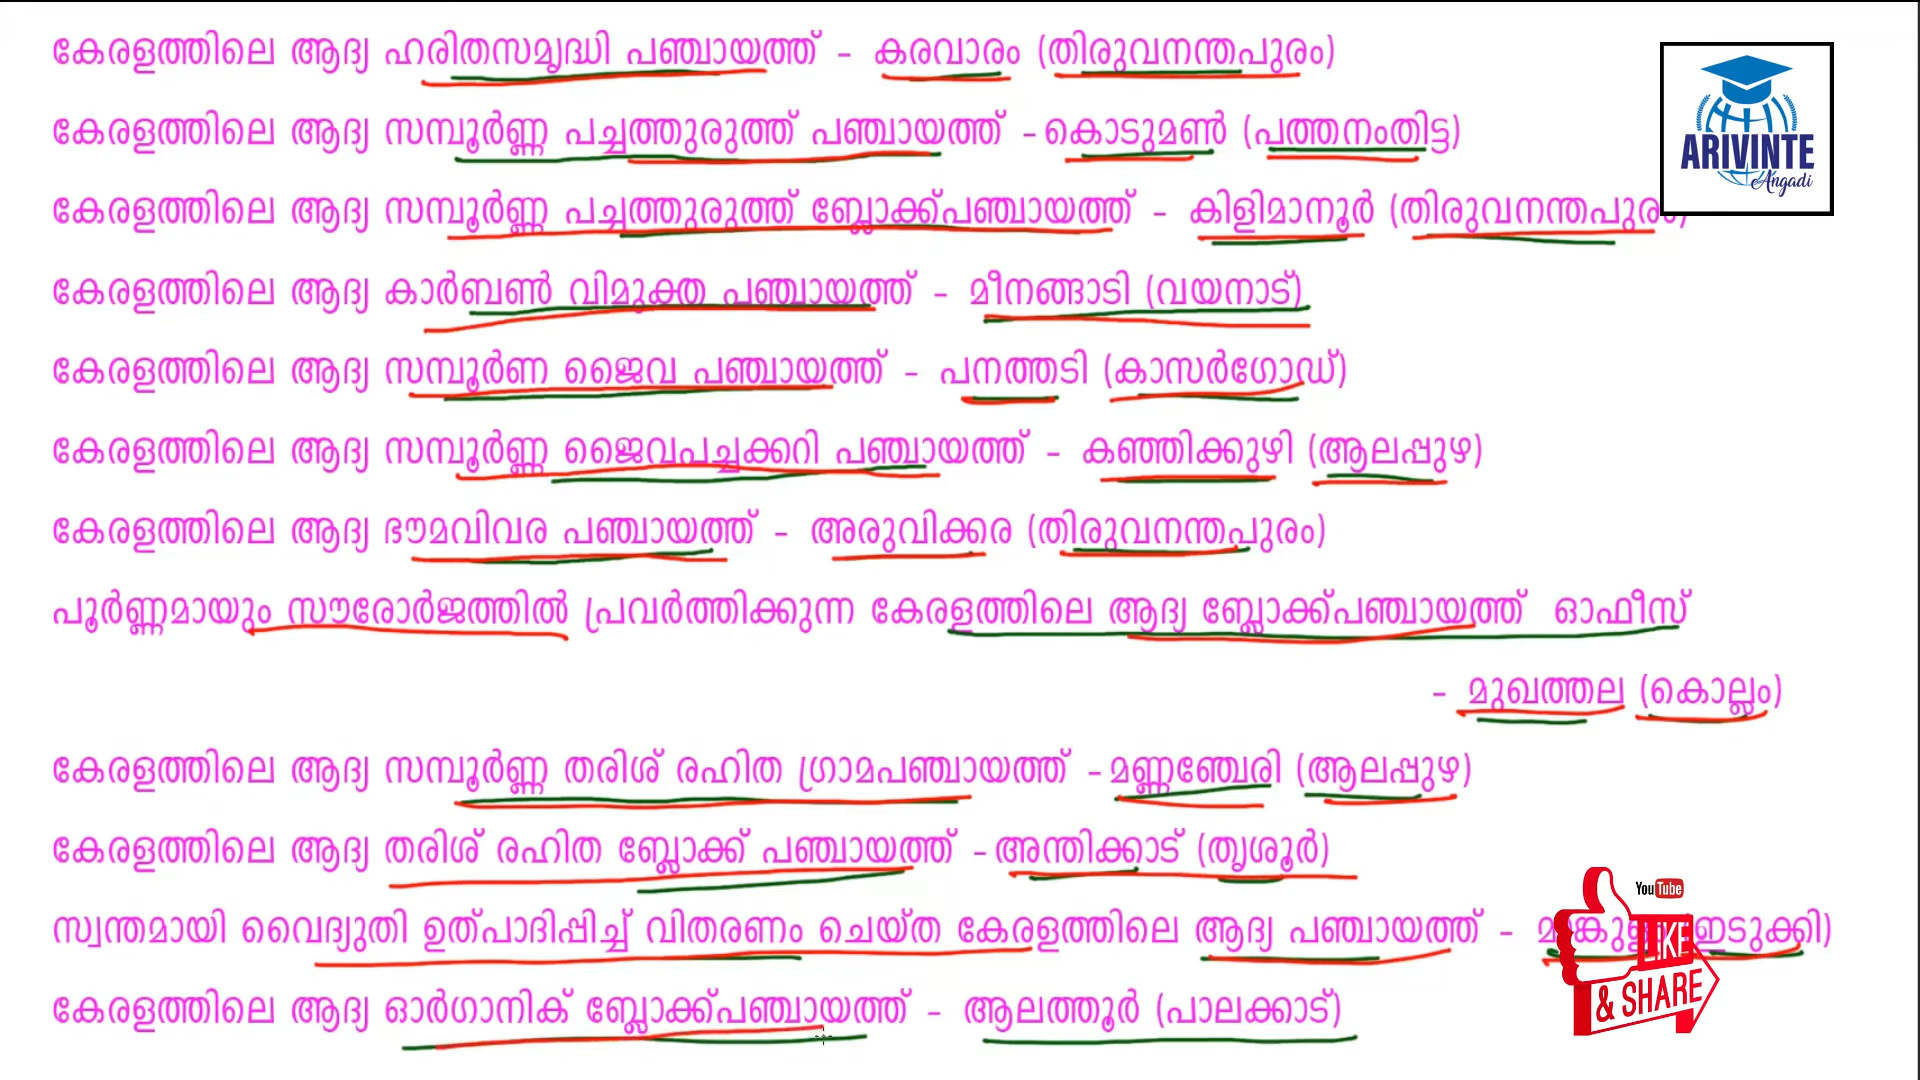 കേരളത്തിലെ ആദ്യ ഹരിതസമൃദ്ധി പഞ്ചായത്ത് - കരവാരം (തിരുവനന്തപുരം)
കേരളത്തിലെ ആദ്യ സമ്പൂർണ്ണ പച്ചത്തുരുത്ത് പഞ്ചായത്ത് -കൊടുമൺ (പത്തനംതിട്ട)
കേരളത്തിലെ ആദ്യ സമ്പൂർണ്ണ പച്ചത്തുരുത്ത് ബ്ലോക്ക്പഞ്ചായത്ത് - കിളിമാനൂർ (തിരുവനന്തപുരം)
കേരളത്തിലെ ആദ്യ കാർബൺ വിമുക്ത പഞ്ചായത്ത് - മീനങ്ങാടി (വയനാട്)
കേരളത്തിലെ ആദ്യ സമ്പൂർണ ജൈവ പഞ്ചായത്ത് - പനത്തടി (കാസർഗോഡ്)
കേരളത്തിലെ ആദ്യ സമ്പൂർണ്ണ ജൈവപച്ചക്കറി പഞ്ചായത്ത് - കഞ്ഞിക്കുഴി (ആലപ്പുഴ)
കേരളത്തിലെ ആദ്യ ഭൗമവിവര പഞ്ചായത്ത് - അരുവിക്കര (തിരുവനന്തപുരം)
പൂർണ്ണമായും സൗരോർജത്തിൽ പ്രവർത്തിക്കുന്ന കേരളത്തിലെ ആദ്യ ബ്ലോക്ക്പഞ്ചായത്ത് ഓഫീസ്
- മുഖത്തല (കൊല്ലം)
കേരളത്തിലെ ആദ്യ സമ്പൂർണ്ണ തരിശ് രഹിത ഗ്രാമപഞ്ചായത്ത് -മണ്ണഞ്ചേരി (ആലപ്പുഴ)
കേരളത്തിലെ ആദ്യ തരിശ് രഹിത ബ്ലോക്ക് പഞ്ചായത്ത് -അന്തിക്കാട് (തൃശൂർ)
സ്വന്തമായി വൈദ്യുതി ഉത്പാദിപ്പിച്ച് വിതരണം ചെയ്ത കേരളത്തിലെ ആദ്യ പഞ്ചായത്ത് - (ഇടുക്കി)
കേരളത്തിലെ ആദ്യ ഓർഗാനിക് ബ്ലോക്ക്പഞ്ചായത്ത് - ആലത്തൂർ (പാലക്കാട്)
ARIVINTE
Angadi
YouTube
LIKE
& SHARE